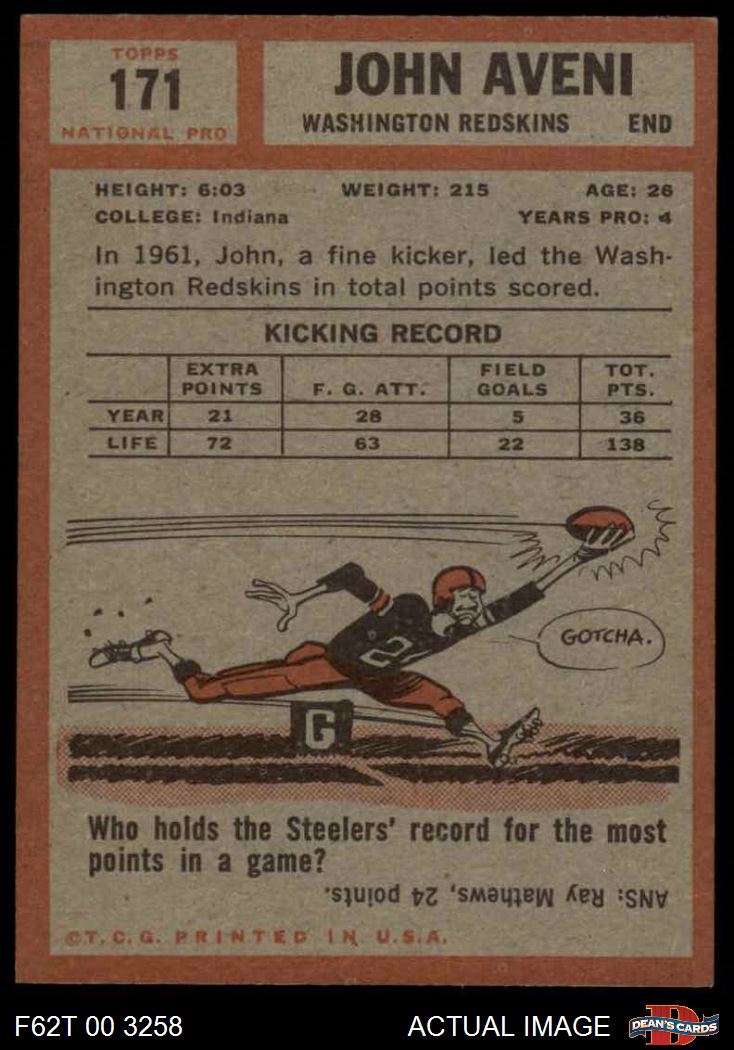 TOPPS
171
NATIONAL PRO
JOHN AVENI
WASHINGTON REDSKINS END
HEIGHT: 6:03 WEIGHT: 215 AGE: 26
COLLEGE: Indiana YEARS PRO: 4
In 1961, John, a fine kicker, led the Wash-
ington Redskins in total points scored.
KICKING RECORD
EXTRA POINTS F. G. ATT. FIELD GOALS TOT. PTS.
YEAR 21 28 5 36
LIFE 72 63 22 138
GOTCHA.
2
G
Who holds the Steelers' record for the most
points in a game?
ANS: Ray Mathews, 24 points.
©T.C.G. PRINTED IN U.S.A.
F62T 00 3258 ACTUAL IMAGE D DEAN'S CARDS